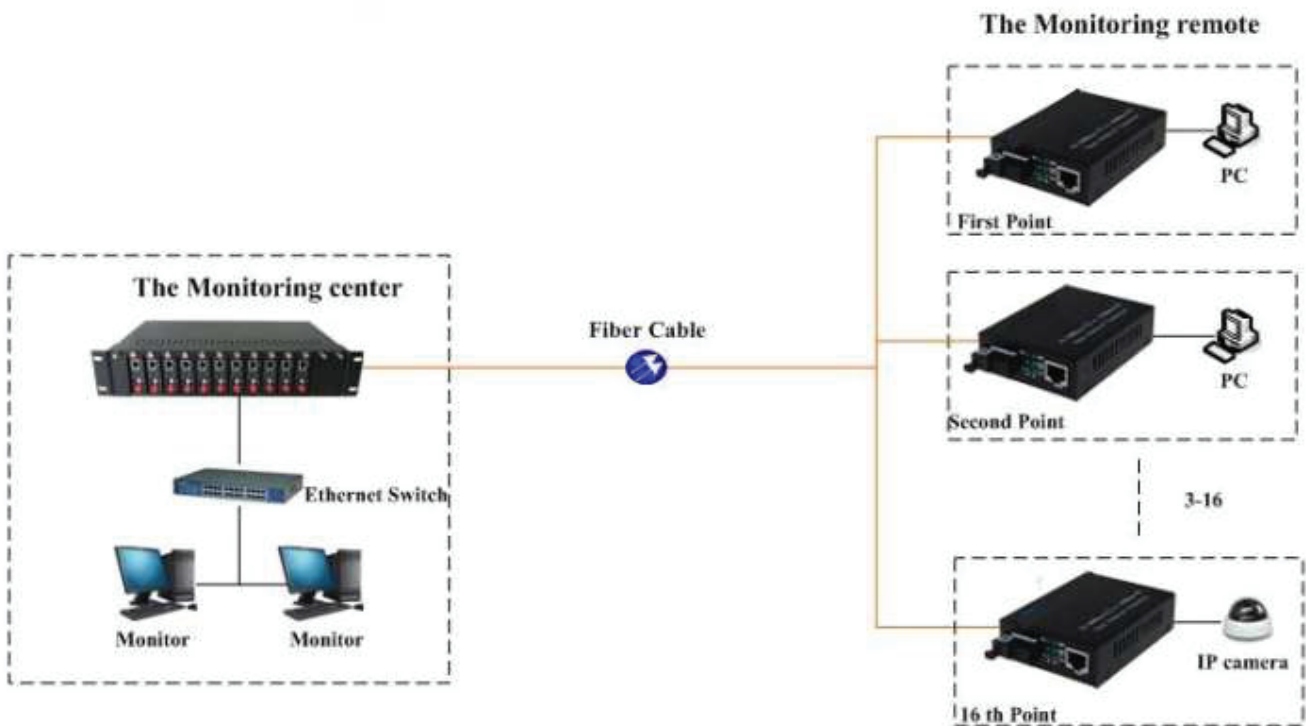 The Monitoring remote
PC
First Point
The Monitoring center
Fiber Cable
PC
Second Point
Ethernet Switch
3-16
Monitor
Monitor
IP camera
16 th Point